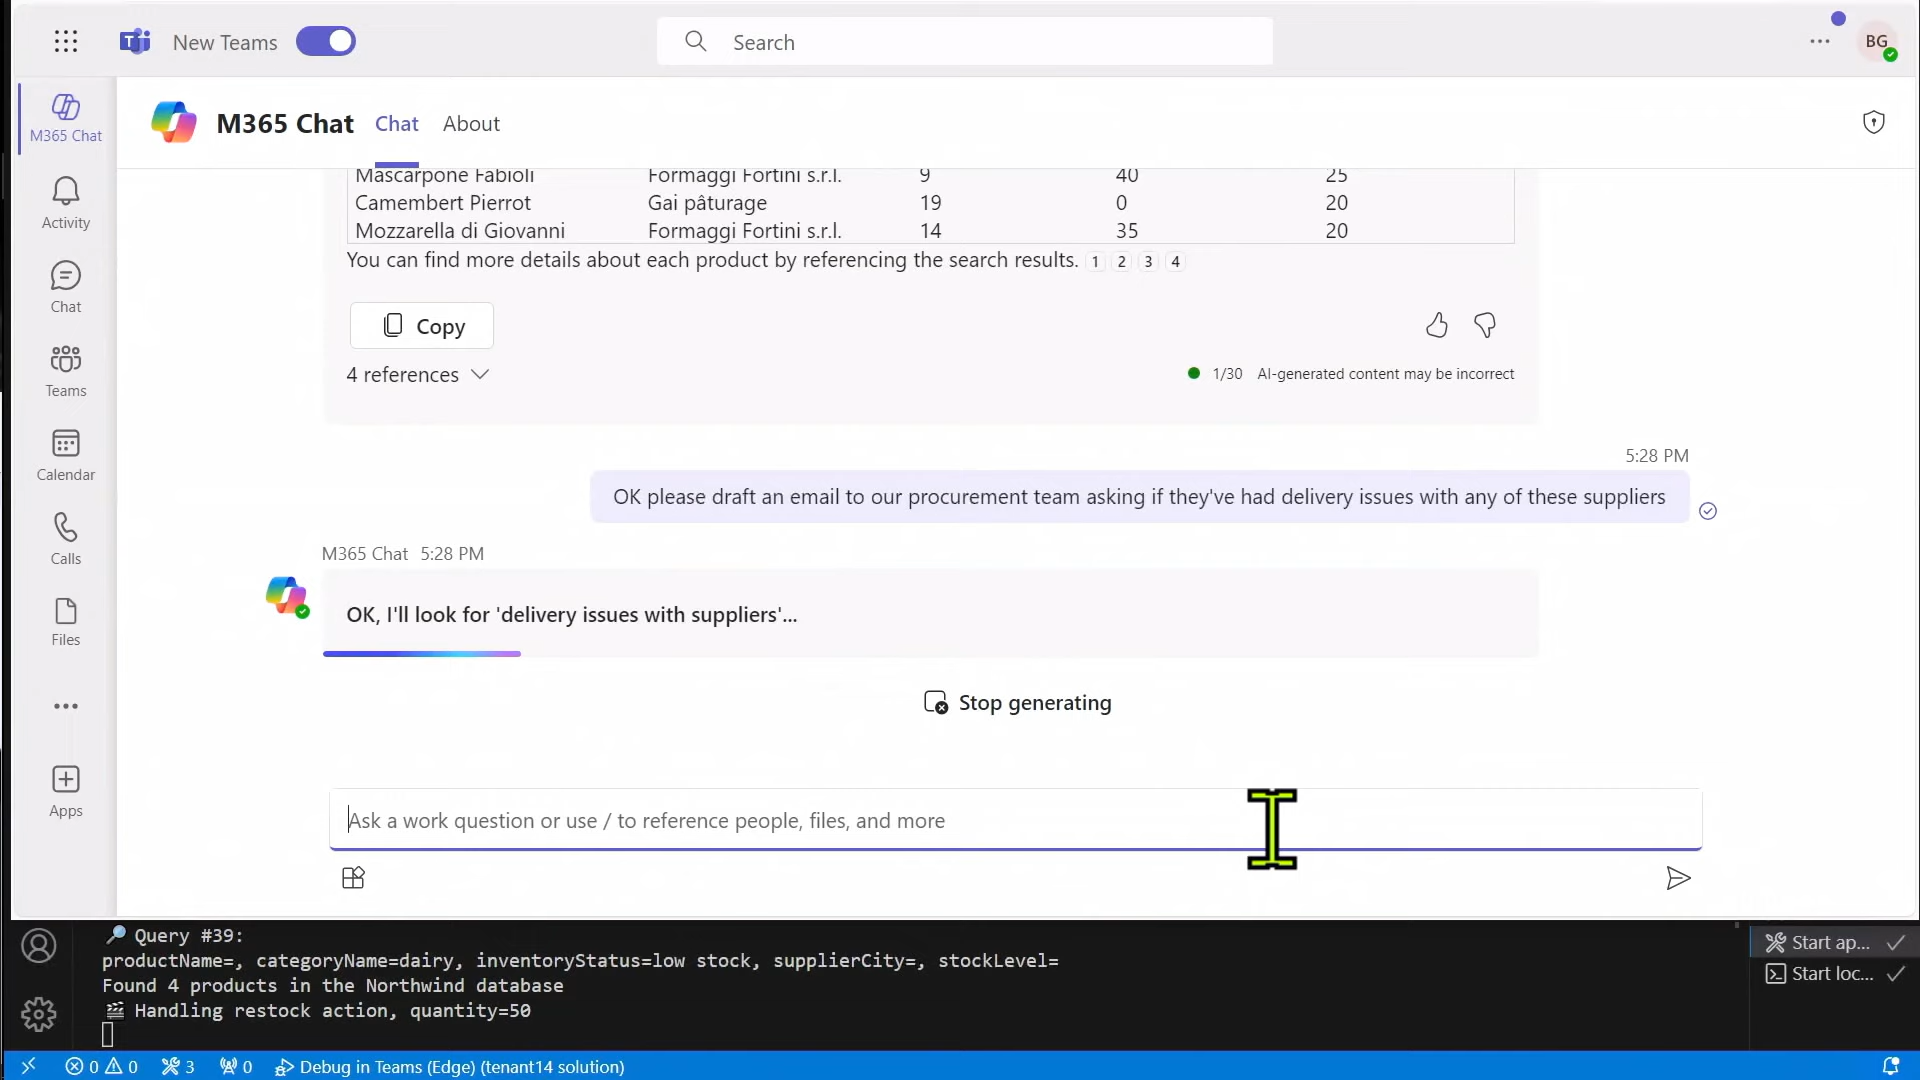 New Teams
Search
BG
M365 Chat
Activity
Chat
Teams
Calendar
Calls
Files
Apps
M365 Chat Chat About
Mascarpone Fabioli Formaggi Fortini s.r.l. 9 40 25
Camembert Pierrot Gai pâturage 19 0 20
Mozzarella di Giovanni Formaggi Fortini s.r.l. 14 35 20
You can find more details about each product by referencing the search results. 1 2 3 4
Copy
4 references
1/30 AI-generated content may be incorrect
5:28 PM
OK please draft an email to our procurement team asking if they've had delivery issues with any of these suppliers
M365 Chat 5:28 PM
OK, I'll look for 'delivery issues with suppliers'...
Stop generating
Ask a work question or use / to reference people, files, and more
Query #39:
productName=, categoryName=dairy, inventoryStatus=low stock, supplierCity=, stockLevel=
Found 4 products in the Northwind database
Handling restock action, quantity=50
Start ap...
Start loc...
0 0 3 0 Debug in Teams (Edge) (tenant14 solution)